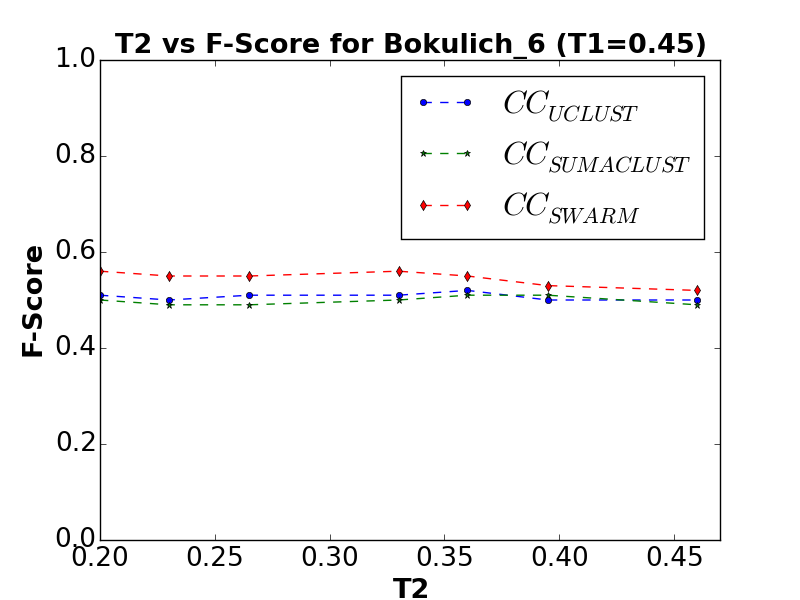 T2 vs F-Score for Bokulich_6 (T1=0.45)
1.0
0.8
0.6
0.4
0.2
0.0
F-Score
CC_UCLUST
CC_SUMACLUST
CC_SWARM
0.20 0.25 0.30 0.35 0.40 0.45
T2